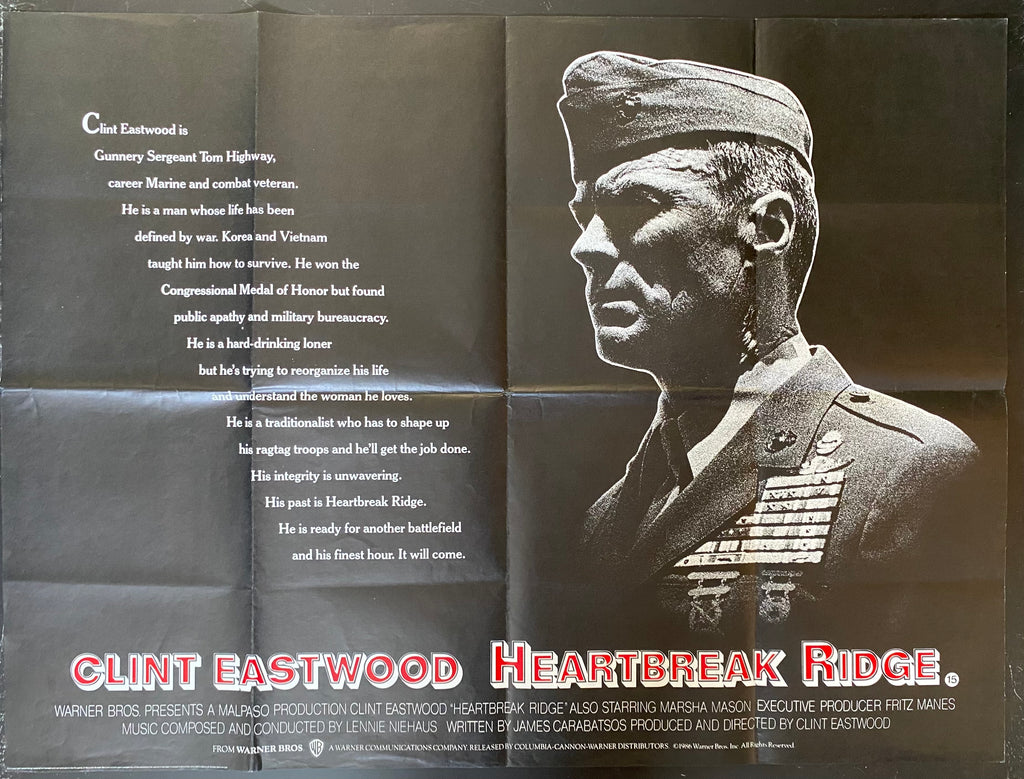 Clint Eastwood is
Gunnery Sergeant Tom Highway,
career Marine and combat veteran.
He is a man whose life has been
defined by war. Korea and Vietnam
taught him how to survive. He won the
Congressional Medal of Honor but found
public apathy and military bureaucracy.
He is a hard-drinking loner
but he's trying to reorganize his life
and understand the woman he loves.
He is a traditionalist who has to shape up
his ragtag troops and he'll get the job done.
His integrity is unwavering.
His past is Heartbreak Ridge.
He is ready for another battlefield
and his finest hour. It will come.
CLINT EASTWOOD HEARTBREAK RIDGE 15
WARNER BROS. PRESENTS A MALPASO PRODUCTION CLINT EASTWOOD "HEARTBREAK RIDGE" ALSO STARRING MARSHA MASON EXECUTIVE PRODUCER FRITZ MANES
MUSIC COMPOSED AND CONDUCTED BY LENNIE NIEHAUS WRITTEN BY JAMES CARABATSOS PRODUCED AND DIRECTED BY CLINT EASTWOOD
FROM WARNER BROS. WB A WARNER COMMUNICATIONS COMPANY. RELEASED BY COLUMBIA-CANNON-WARNER DISTRIBUTORS. ©1986 Warner Bros. Inc. All Rights Reserved.